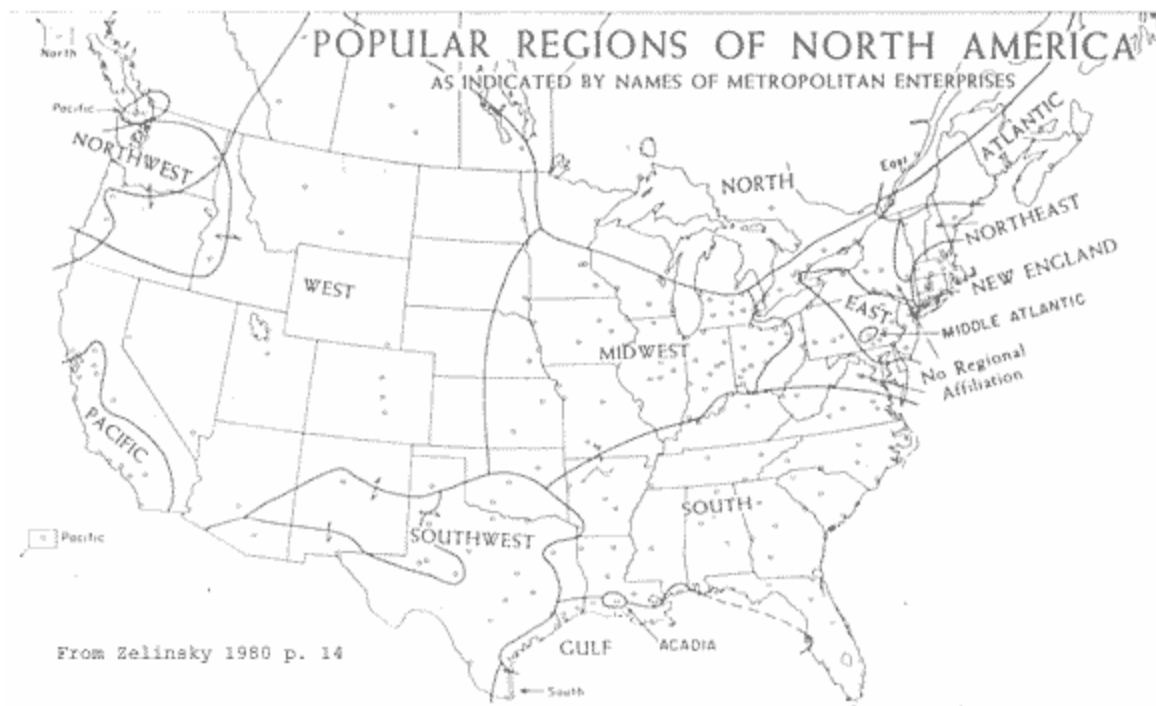 POPULAR REGIONS OF NORTH AMERICA
AS INDICATED BY NAMES OF METROPOLITAN ENTERPRISES
North
Pacific
NORTHWEST
ATLANTIC
East
NORTH
NORTHEAST
NEW ENGLAND
WEST
EAST
MIDDLE ATLANTIC
MIDWEST
No Regional
Affiliation
PACIFIC
SOUTH
SOUTHWEST
Pacific
GULF
ACADIA
From Zelinsky 1980 p. 14
South